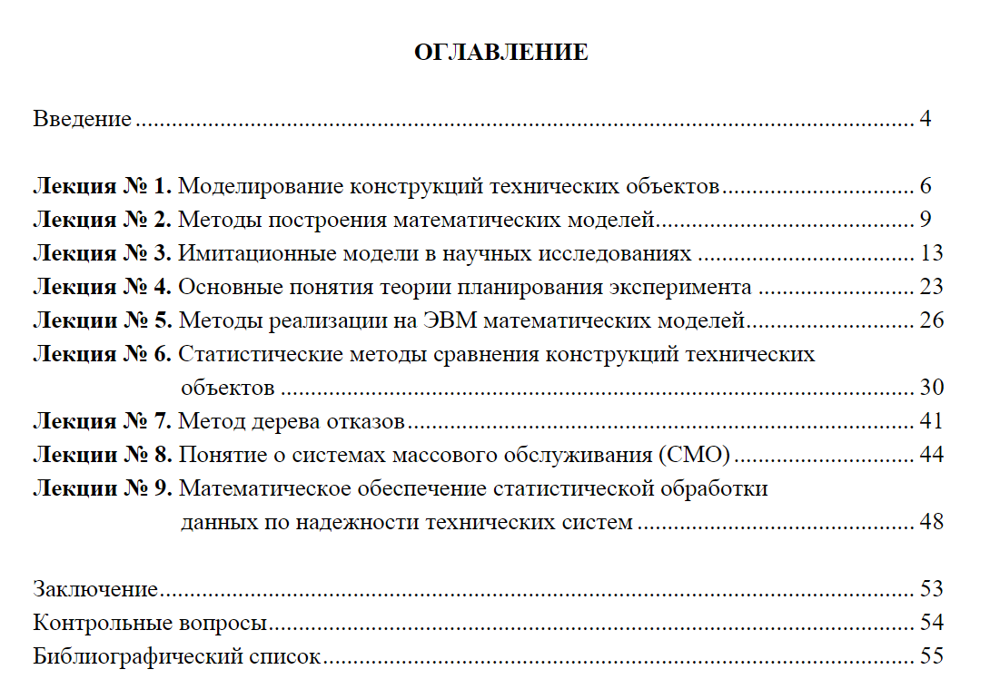 ОГЛАВЛЕНИЕ
Введение ........................................................................................................................ 4
Лекция № 1. Моделирование конструкций технических объектов ................................ 6
Лекция № 2. Методы построения математических моделей........................................... 9
Лекция № 3. Имитационные модели в научных исследованиях .................................... 13
Лекция № 4. Основные понятия теории планирования эксперимента .......................... 23
Лекции № 5. Методы реализации на ЭВМ математических моделей............................ 26
Лекция № 6. Статистические методы сравнения конструкций технических
объектов ......................................................................................................... 30
Лекция № 7. Метод дерева отказов.................................................................................... 41
Лекции № 8. Понятие о системах массового обслуживания (СМО) .............................. 44
Лекции № 9. Математическое обеспечение статистической обработки
данных по надежности технических систем .............................................. 48
Заключение............................................................................................................................ 53
Контрольные вопросы.......................................................................................................... 54
Библиографический список................................................................................................. 55